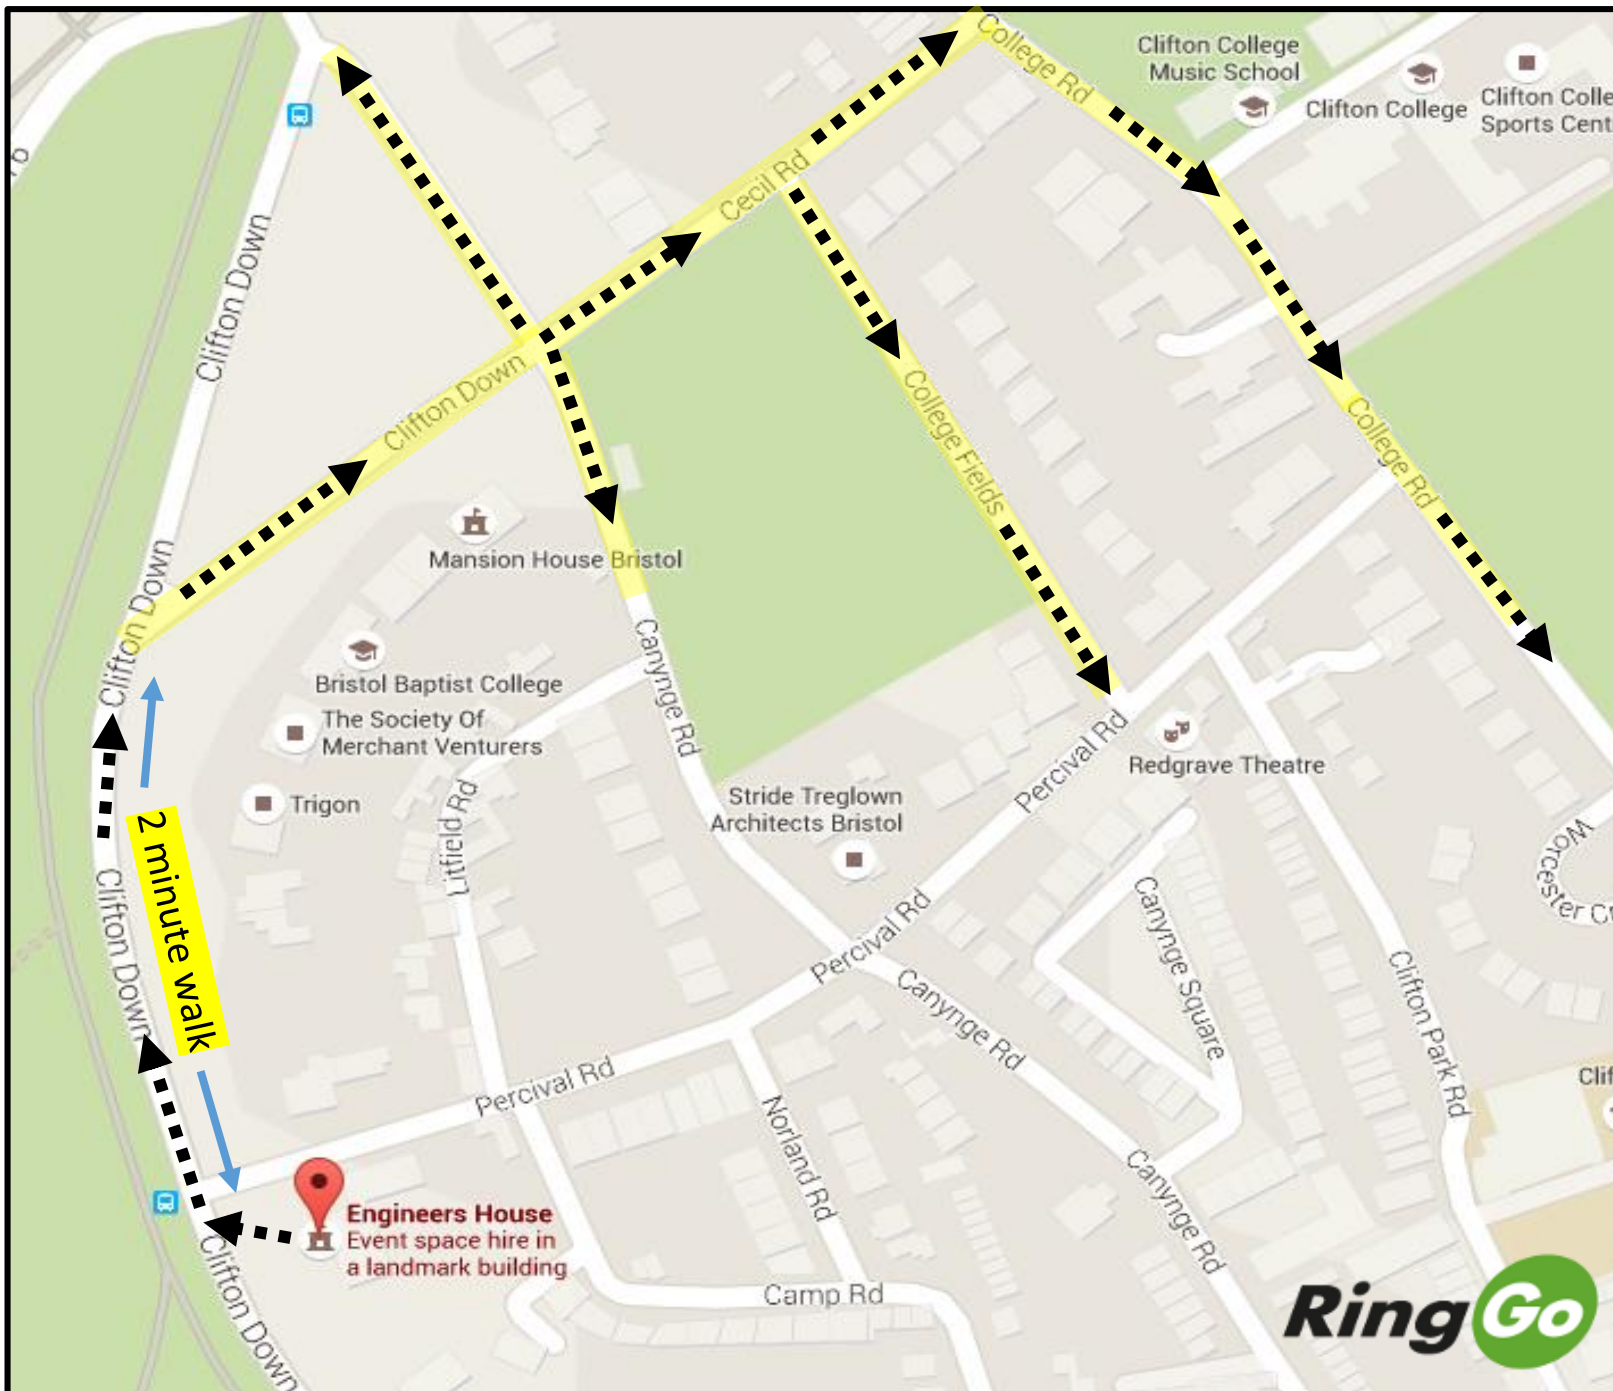 College Rd
Clifton College
Music School
Clifton College
Clifton Colle
Sports Cent
Cecil Rd
Clifton Down
Clifton Down
College Fields
College Rd
Mansion House Bristol
Clifton Down
Bristol Baptist College
Canynge Rd
The Society Of
Merchant Venturers
Percival Rd
Redgrave Theatre
Trigon
Litfield Rd
Stride Treglown
Architects Bristol
2 minute walk
Clifton Down
Worcester Cr
Canynge Square
Percival Rd
Canynge Rd
Clifton Park Rd
Percival Rd
Clif
Norland Rd
Canynge Rd
Engineers House
Event space hire in
a landmark building
Clifton Down
Camp Rd
RingGo